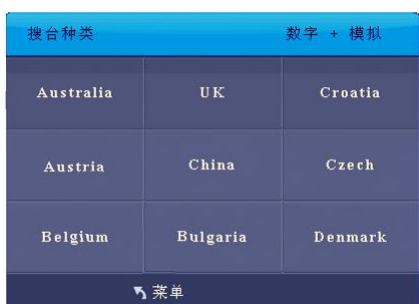 搜台种类 数字 + 模拟
Australia UK Croatia
Austria China Czech
Belgium Bulgaria Denmark
菜单